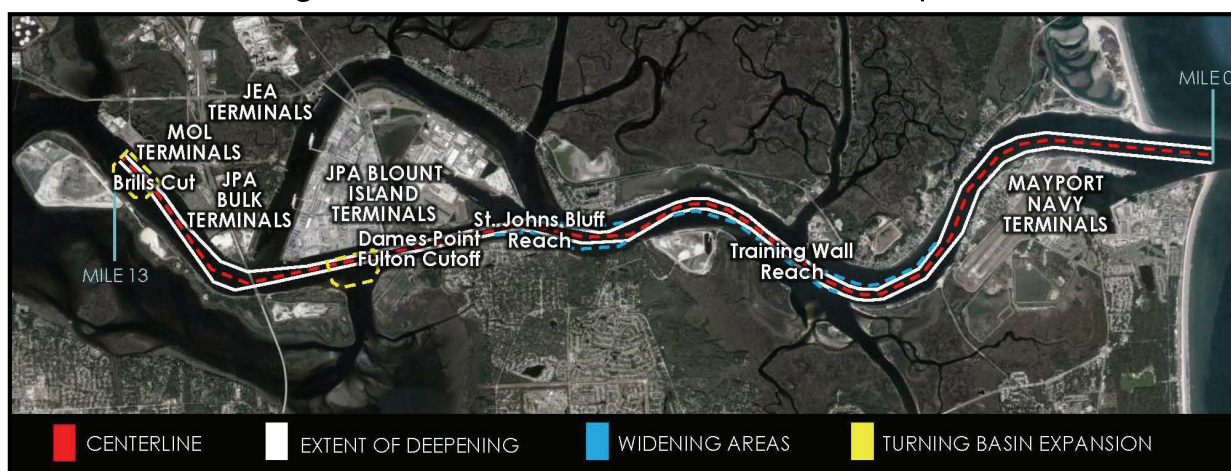 MILE 0
JEA
TERMINALS
MOL
TERMINALS
Brills Cut
JPA
BULK
TERMINALS
JPA BLOUNT
ISLAND
TERMINALS
St. Johns Bluff
Reach
Dames Point
Fulton Cutoff
Training Wall
Reach
MAYPORT
NAVY
TERMINALS
MILE 13
CENTERLINE
EXTENT OF DEEPENING
WIDENING AREAS
TURNING BASIN EXPANSION